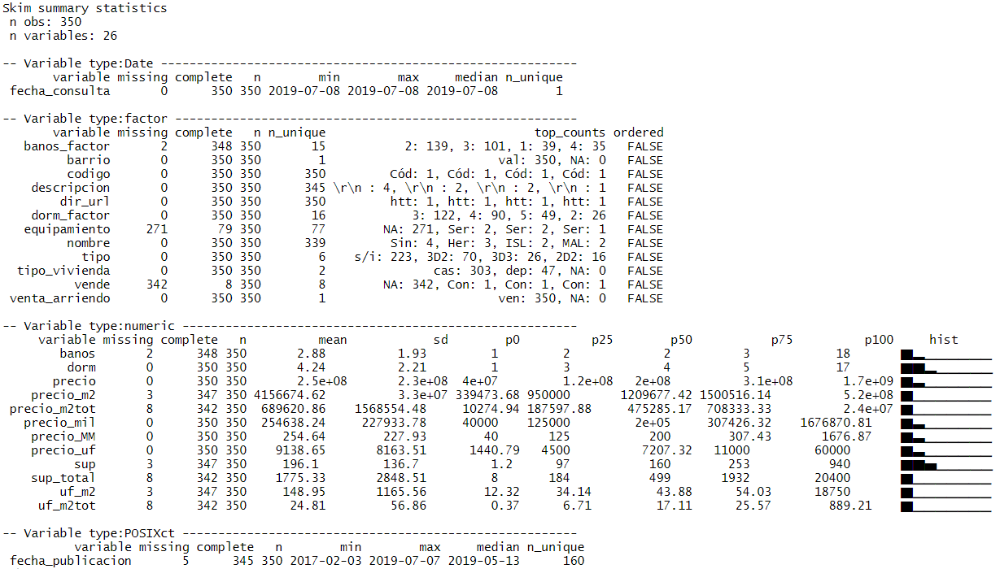 Skim summary statistics
n obs: 350
n variables: 26
-- Variable type:Date ----------------------------------------------------------
variable missing complete n min max median n_unique
fecha_consulta 0 350 350 2019-07-08 2019-07-08 2019-07-08 1
-- Variable type:factor --------------------------------------------------------
variable missing complete n n_unique top_counts ordered
banos_factor 2 348 350 15 2: 139, 3: 101, 1: 39, 4: 35 FALSE
barrio 0 350 350 1 val: 350, NA: 0 FALSE
codigo 0 350 350 350 Cód: 1, Cód: 1, Cód: 1, Cód: 1 FALSE
descripcion 0 350 350 345 \r\n : 4, \r\n : 2, \r\n : 2, \r\n : 1 FALSE
dir_url 0 350 350 350 htt: 1, htt: 1, htt: 1, htt: 1 FALSE
dorm_factor 0 350 350 16 3: 122, 4: 90, 5: 49, 2: 26 FALSE
equipamiento 271 79 350 77 NA: 271, Ser: 2, Ser: 2, Ser: 1 FALSE
nombre 0 350 350 339 Sin: 4, Her: 3, ISL: 2, MAL: 2 FALSE
tipo 0 350 350 6 s/i: 223, 3D2: 70, 3D3: 26, 2D2: 16 FALSE
tipo_vivienda 0 350 350 2 cas: 303, dep: 47, NA: 0 FALSE
vende 342 8 350 8 NA: 342, Con: 1, Con: 1, Con: 1 FALSE
venta_arriendo 0 350 350 1 ven: 350, NA: 0 FALSE
-- Variable type:numeric -------------------------------------------------------
variable missing complete n mean sd p0 p25 p50 p75 p100 hist
banos 2 348 350 2.88 1.93 1 2 2 3 18
dorm 0 350 350 4.24 2.21 1 3 4 5 17
precio 0 350 350 2.5e+08 2.3e+08 4e+07 1.2e+08 2e+08 3.1e+08 1.7e+09
precio_m2 3 347 350 4156674.62 3.3e+07 339473.68 950000 1209677.42 1500516.14 5.2e+08
precio_m2tot 8 342 350 689620.86 1568554.48 10274.94 187597.88 475285.17 708333.33 2.4e+07
precio_mil 0 350 350 254638.24 227933.78 40000 125000 2e+05 307426.32 1676870.81
precio_MM 0 350 350 254.64 227.93 40 125 200 307.43 1676.87
precio_uf 0 350 350 9138.65 8163.51 1440.79 4500 7207.32 11000 60000
sup 3 347 350 196.1 136.7 1.2 97 160 253 940
sup_total 8 342 350 1775.33 2848.51 8 184 499 1932 20400
uf_m2 3 347 350 148.95 1165.56 12.32 34.14 43.88 54.03 18750
uf_m2tot 8 342 350 24.81 56.86 0.37 6.71 17.11 25.57 889.21
-- Variable type:POSIXct -------------------------------------------------------
variable missing complete n min max median n_unique
fecha_publicacion 5 345 350 2017-02-03 2019-07-07 2019-05-13 160